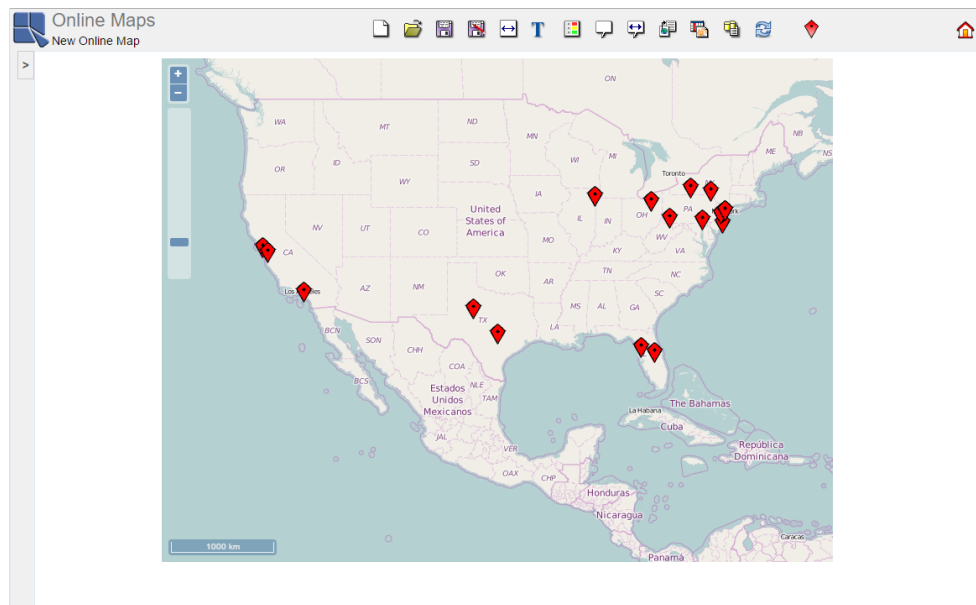 Online Maps
New Online Map
T
>
+
−
ON
WA
MT
ND
MN
NB
ME
NS
OR
ID
SD
WI
MI
Toronto
WY
IA
NV
UT
CO
United
States of
America
IL
IN
OH
PA
CA
MO
WV
VA
KY
Los
AZ
NM
OK
AR
TN
NC
SC
TX
LA
MS
AL
GA
BCN
SON
CHH
COA
BCS
NLE
TAM
Estados
Unidos
Mexicanos
The Bahamas
La Habana
Cuba
JAL
VER
OAX
CHP
República
Dominicana
Honduras
Nicaragua
Caracas
Panamá
1000 km